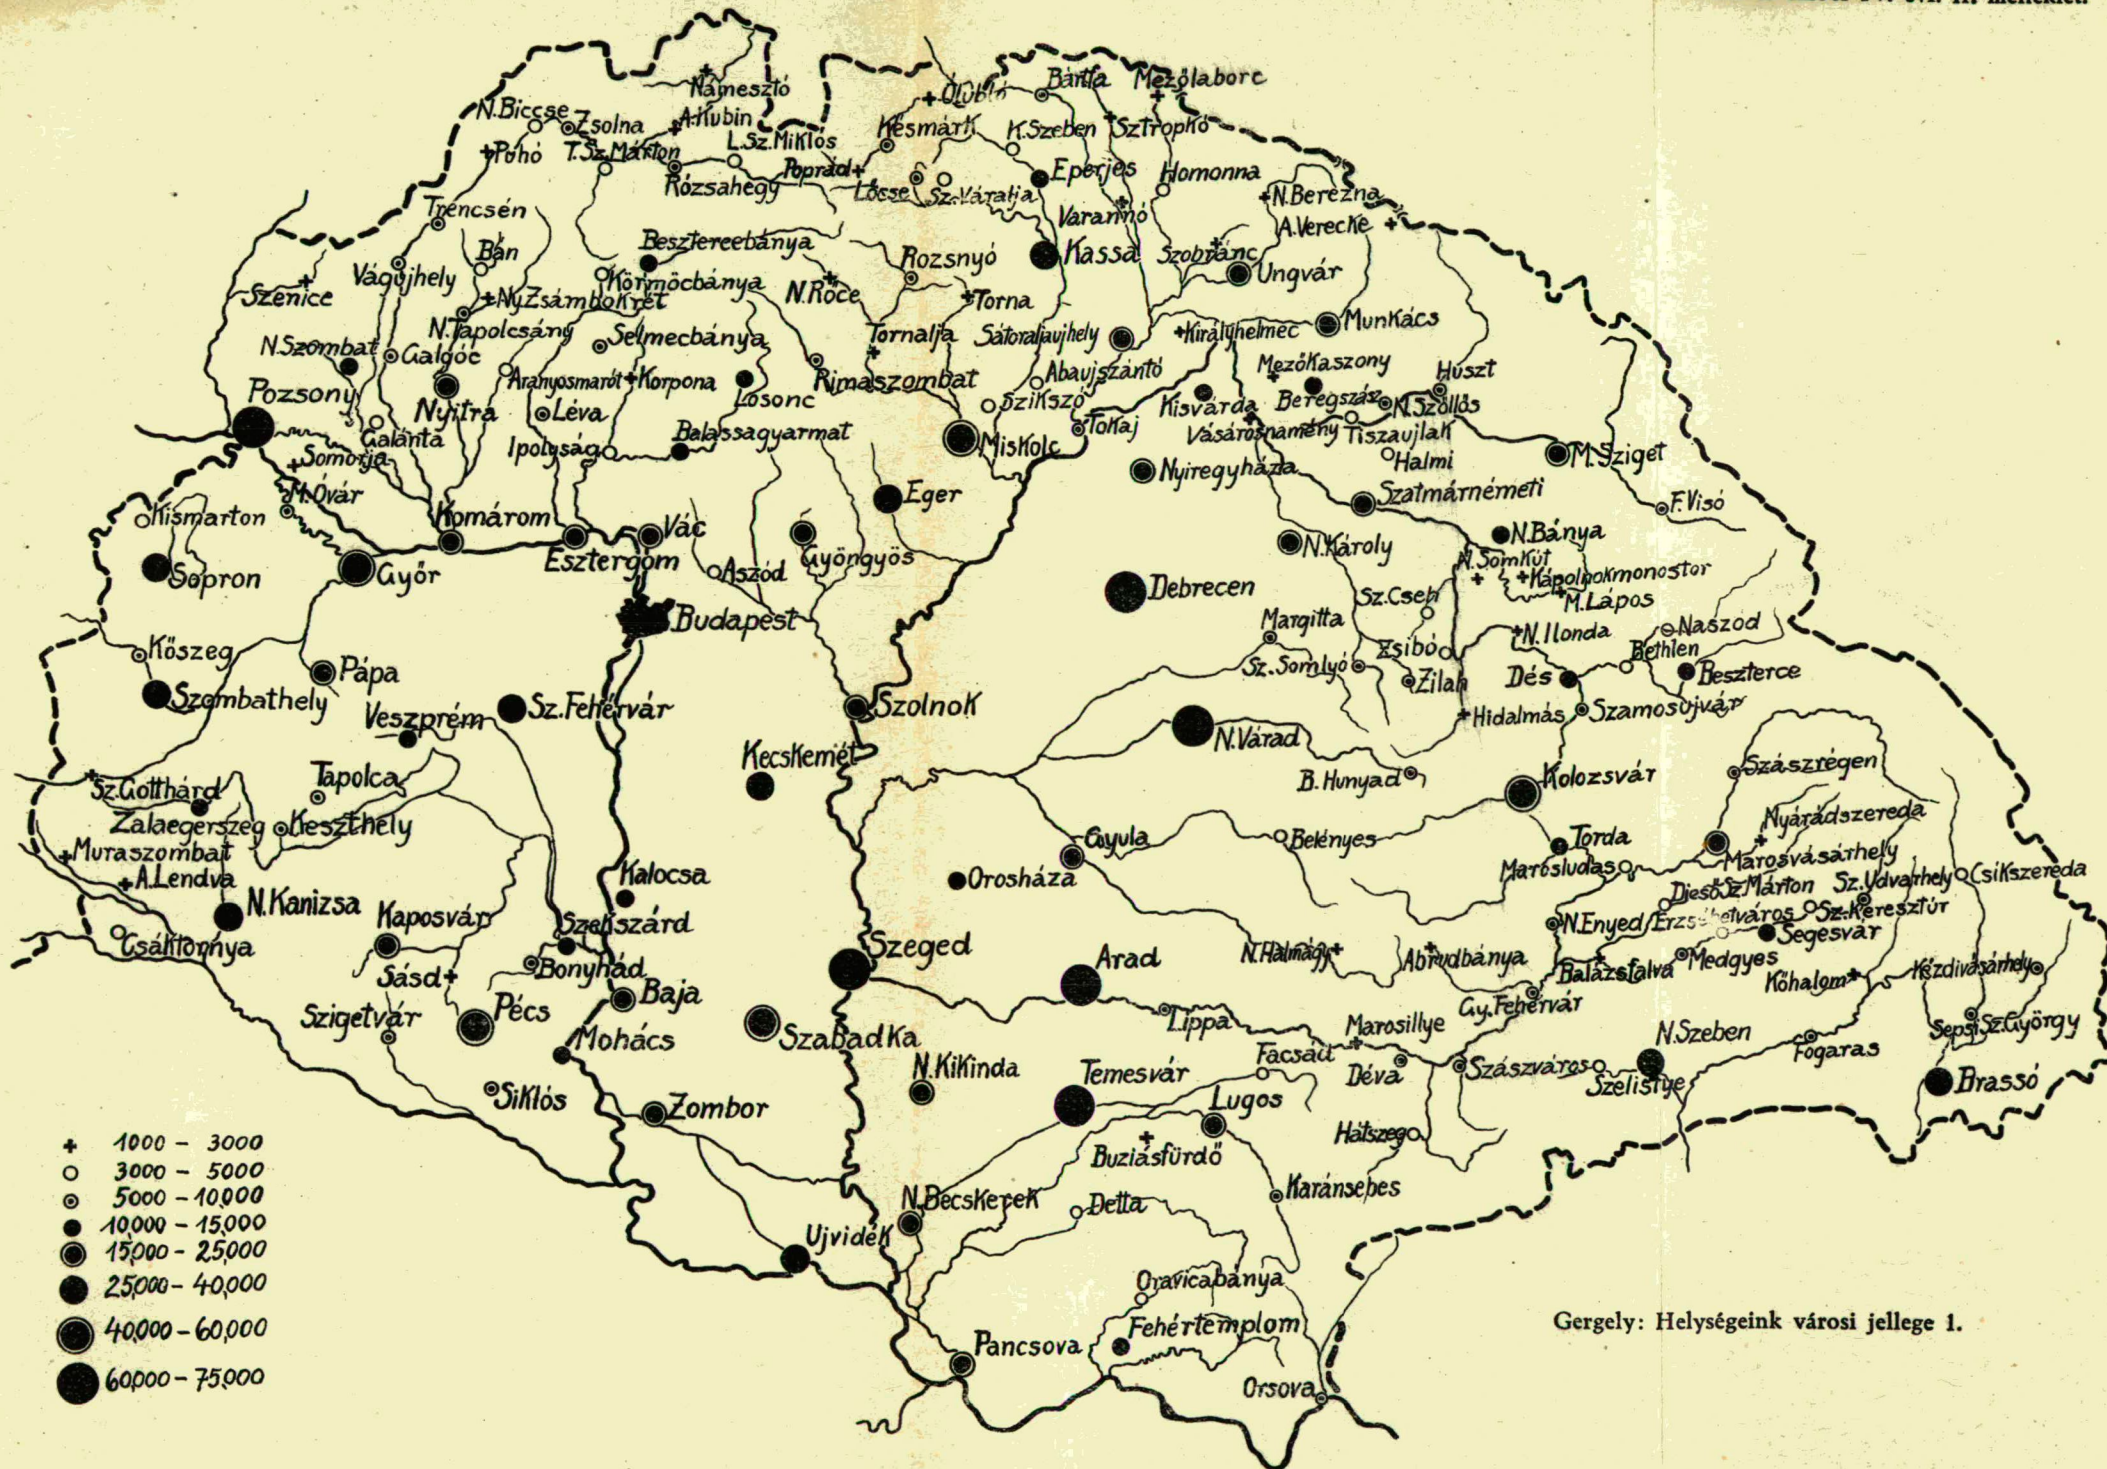 Námesztó
Ólubló
Bártfa
Mezőlaborc
N.Biccse
Zsolna
A.Kubin
L.Sz.Miklós
Késmárk
K.Szeben
Sztropkó
Puhó
T.Sz.Márton
Rózsahegy
Poprád
Lőcse
Sz.Váralja
Eperjes
Homonna
N.Berezna
Trencsén
Varannó
A.Verecke
Bán
Beszterceebánya
Rozsnyó
Kassa
Szobránc
Ungvár
Vágujhely
Szenice
Körmöcbánya
N.Rőce
Torna
Ny.Zsámbokrét
N.Tapolcsány
Selmecbánya
Tornalja
Sátoraljaujhely
Királyhelmec
Munkács
N.Szombat
Galgóc
Aranyosmarót
Korpona
Rimaszombat
Abaujszántó
Mezőkaszony
Huszt
Pozsony
Nyitra
Léva
Losonc
Szikszó
Kisvárda
Beregszász
N.Szőllős
Galánta
Ipolyság
Balassagyarmat
Miskolc
Tokaj
Vásárosnamény
Tiszaujlak
Somorja
Nyiregyháza
Halmi
M.Sziget
M.Óvár
Kismarton
Komárom
Vác
Eger
Szatmárnémeti
F.Visó
Sopron
Győr
Esztergom
Aszód
Gyöngyös
N.Károly
N.Bánya
N.Somkút
Kápolnokmonostor
Debrecen
Sz.Cseh
M.Lápos
Budapest
Margitta
N.Ilonda
Naszód
Kőszeg
Zsibó
Bethlen
Pápa
Sz.Somlyó
Zilah
Dés
Beszterce
Szombathely
Veszprém
Sz.Fehérvár
Szolnok
Hidalmás
Szamosujvár
N.Várad
Kecskemét
Szászrégen
Sz.Gotthárd
Tapolca
B.Hunyad
Kolozsvár
Zalaegerszeg
Keszthely
Gyula
Belényes
Torda
Nyárádszereda
Muraszombat
Marosludas
Marosvásárhely
A.Lendva
Kalocsa
Orosháza
Csikszereda
N.Kanizsa
Kaposvár
Szekszárd
Djeső Sz.Márton
Sz.Udvarhely
Csáktornya
Szeged
N.Enyed
Erzsébetváros
Sz.Keresztúr
Segesvár
Sásd
Bonyhád
Arad
N.Halmágy
Abrudbánya
Balázsfalva
Medgyes
Kőhalom
Kézdivásárhely
Szigetvár
Pécs
Baja
Szabadka
Lippa
Gy.Fehérvár
Mohács
Marosillye
N.Szeben
Sepsi Sz.György
N.Kikinda
Temesvár
Facsád
Déva
Szászváros
Szelistye
Fogaras
Brassó
Siklós
Zombor
Lugos
Hátszeg
Buziásfürdő
1000 – 3000
3000 – 5000
5000 – 10,000
10,000 – 15,000
15,000 – 25,000
25,000 – 40,000
40,000 – 60,000
60,000 – 75,000
N.Becskerek
Detta
Karánsebes
Ujvidék
Oravicabánya
Fehértemplom
Pancsova
Orsova
Gergely: Helységeink városi jellege 1.